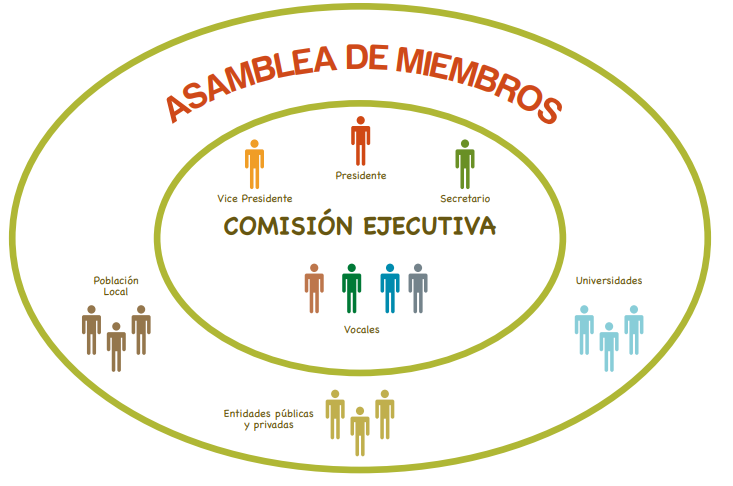 ASAMBLEA DE MIEMBROS
Presidente
Vice Presidente
Secretario
COMISIÓN EJECUTIVA
Población
Local
Universidades
Vocales
Entidades públicas
y privadas